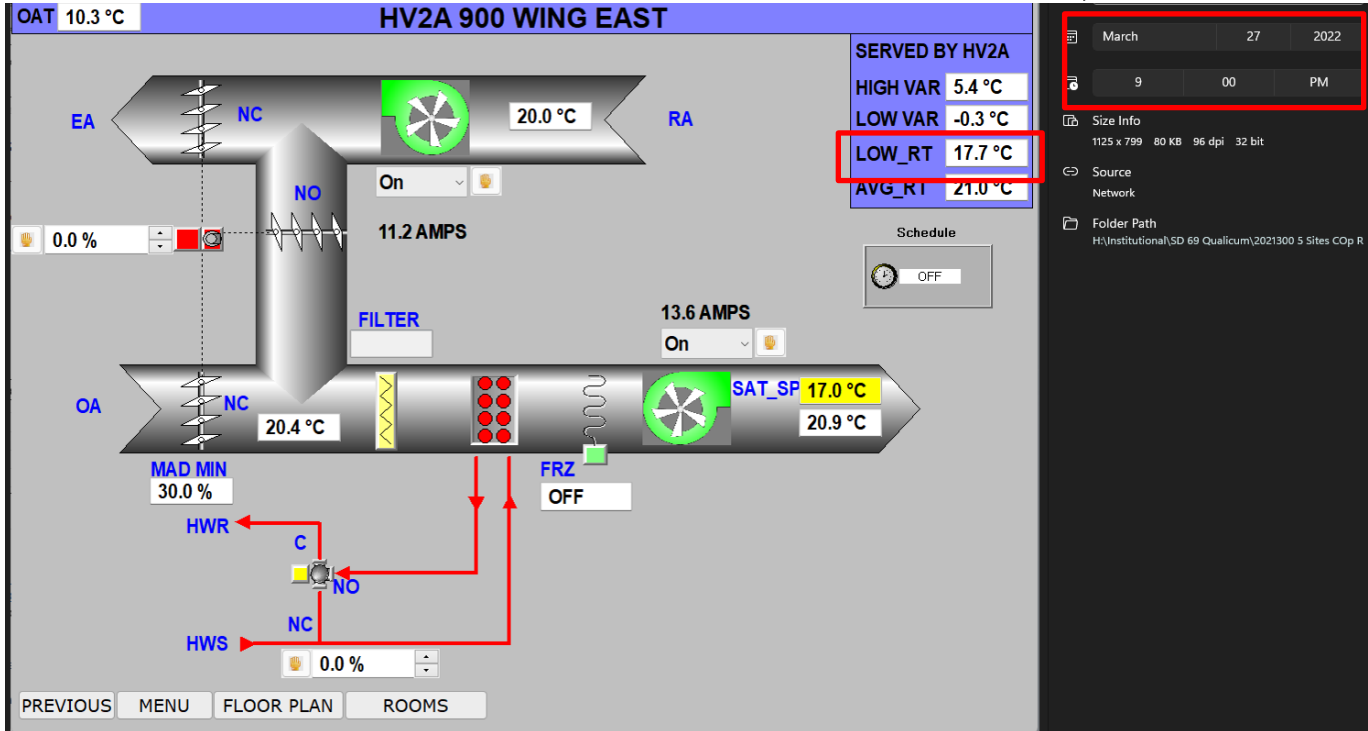 OAT 10.3 °C
HV2A 900 WING EAST
SERVED BY HV2A
HIGH VAR 5.4 °C
LOW VAR -0.3 °C
LOW_RT 17.7 °C
AVG_RT 21.0 °C
EA
NC
20.0 °C
RA
On
NO
11.2 AMPS
0.0 %
Schedule
OFF
FILTER
13.6 AMPS
On
OA
NC
20.4 °C
SAT_SP 17.0 °C
20.9 °C
MAD MIN
30.0 %
FRZ
OFF
HWR
C
NO
NC
HWS
0.0 %
PREVIOUS
MENU
FLOOR PLAN
ROOMS
March 27 2022
9 00 PM
Size Info
1125 x 799 80 KB 96 dpi 32 bit
Source
Network
Folder Path
H:\Institutional\SD 69 Qualicum\2021300 5 Sites COp R